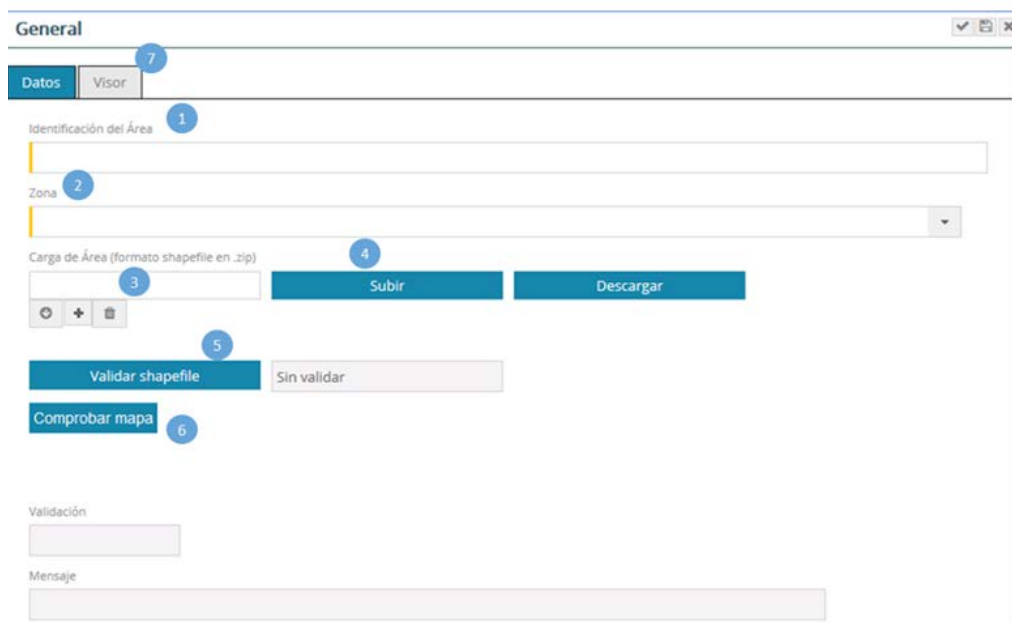 General
7
Datos Visor
1
Identificación del Área
2
Zona
Carga de Área (formato shapefile en .zip)
4
3
Subir Descargar
5
Validar shapefile Sin validar
Comprobar mapa
6
Validación
Mensaje